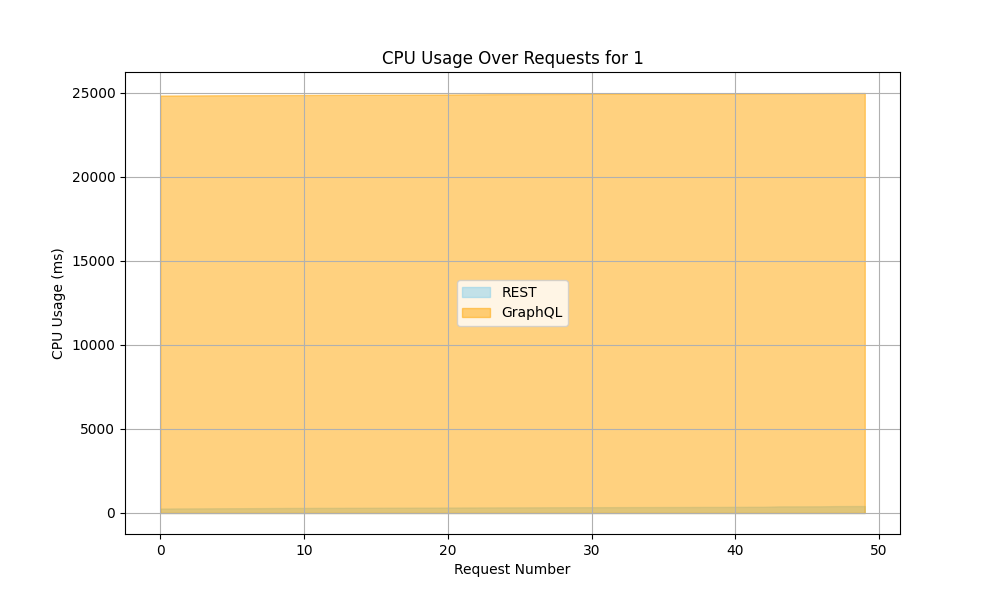 CPU Usage Over Requests for 1
25000
20000
15000
10000
5000
0
CPU Usage (ms)
REST
GraphQL
0 10 20 30 40 50
Request Number